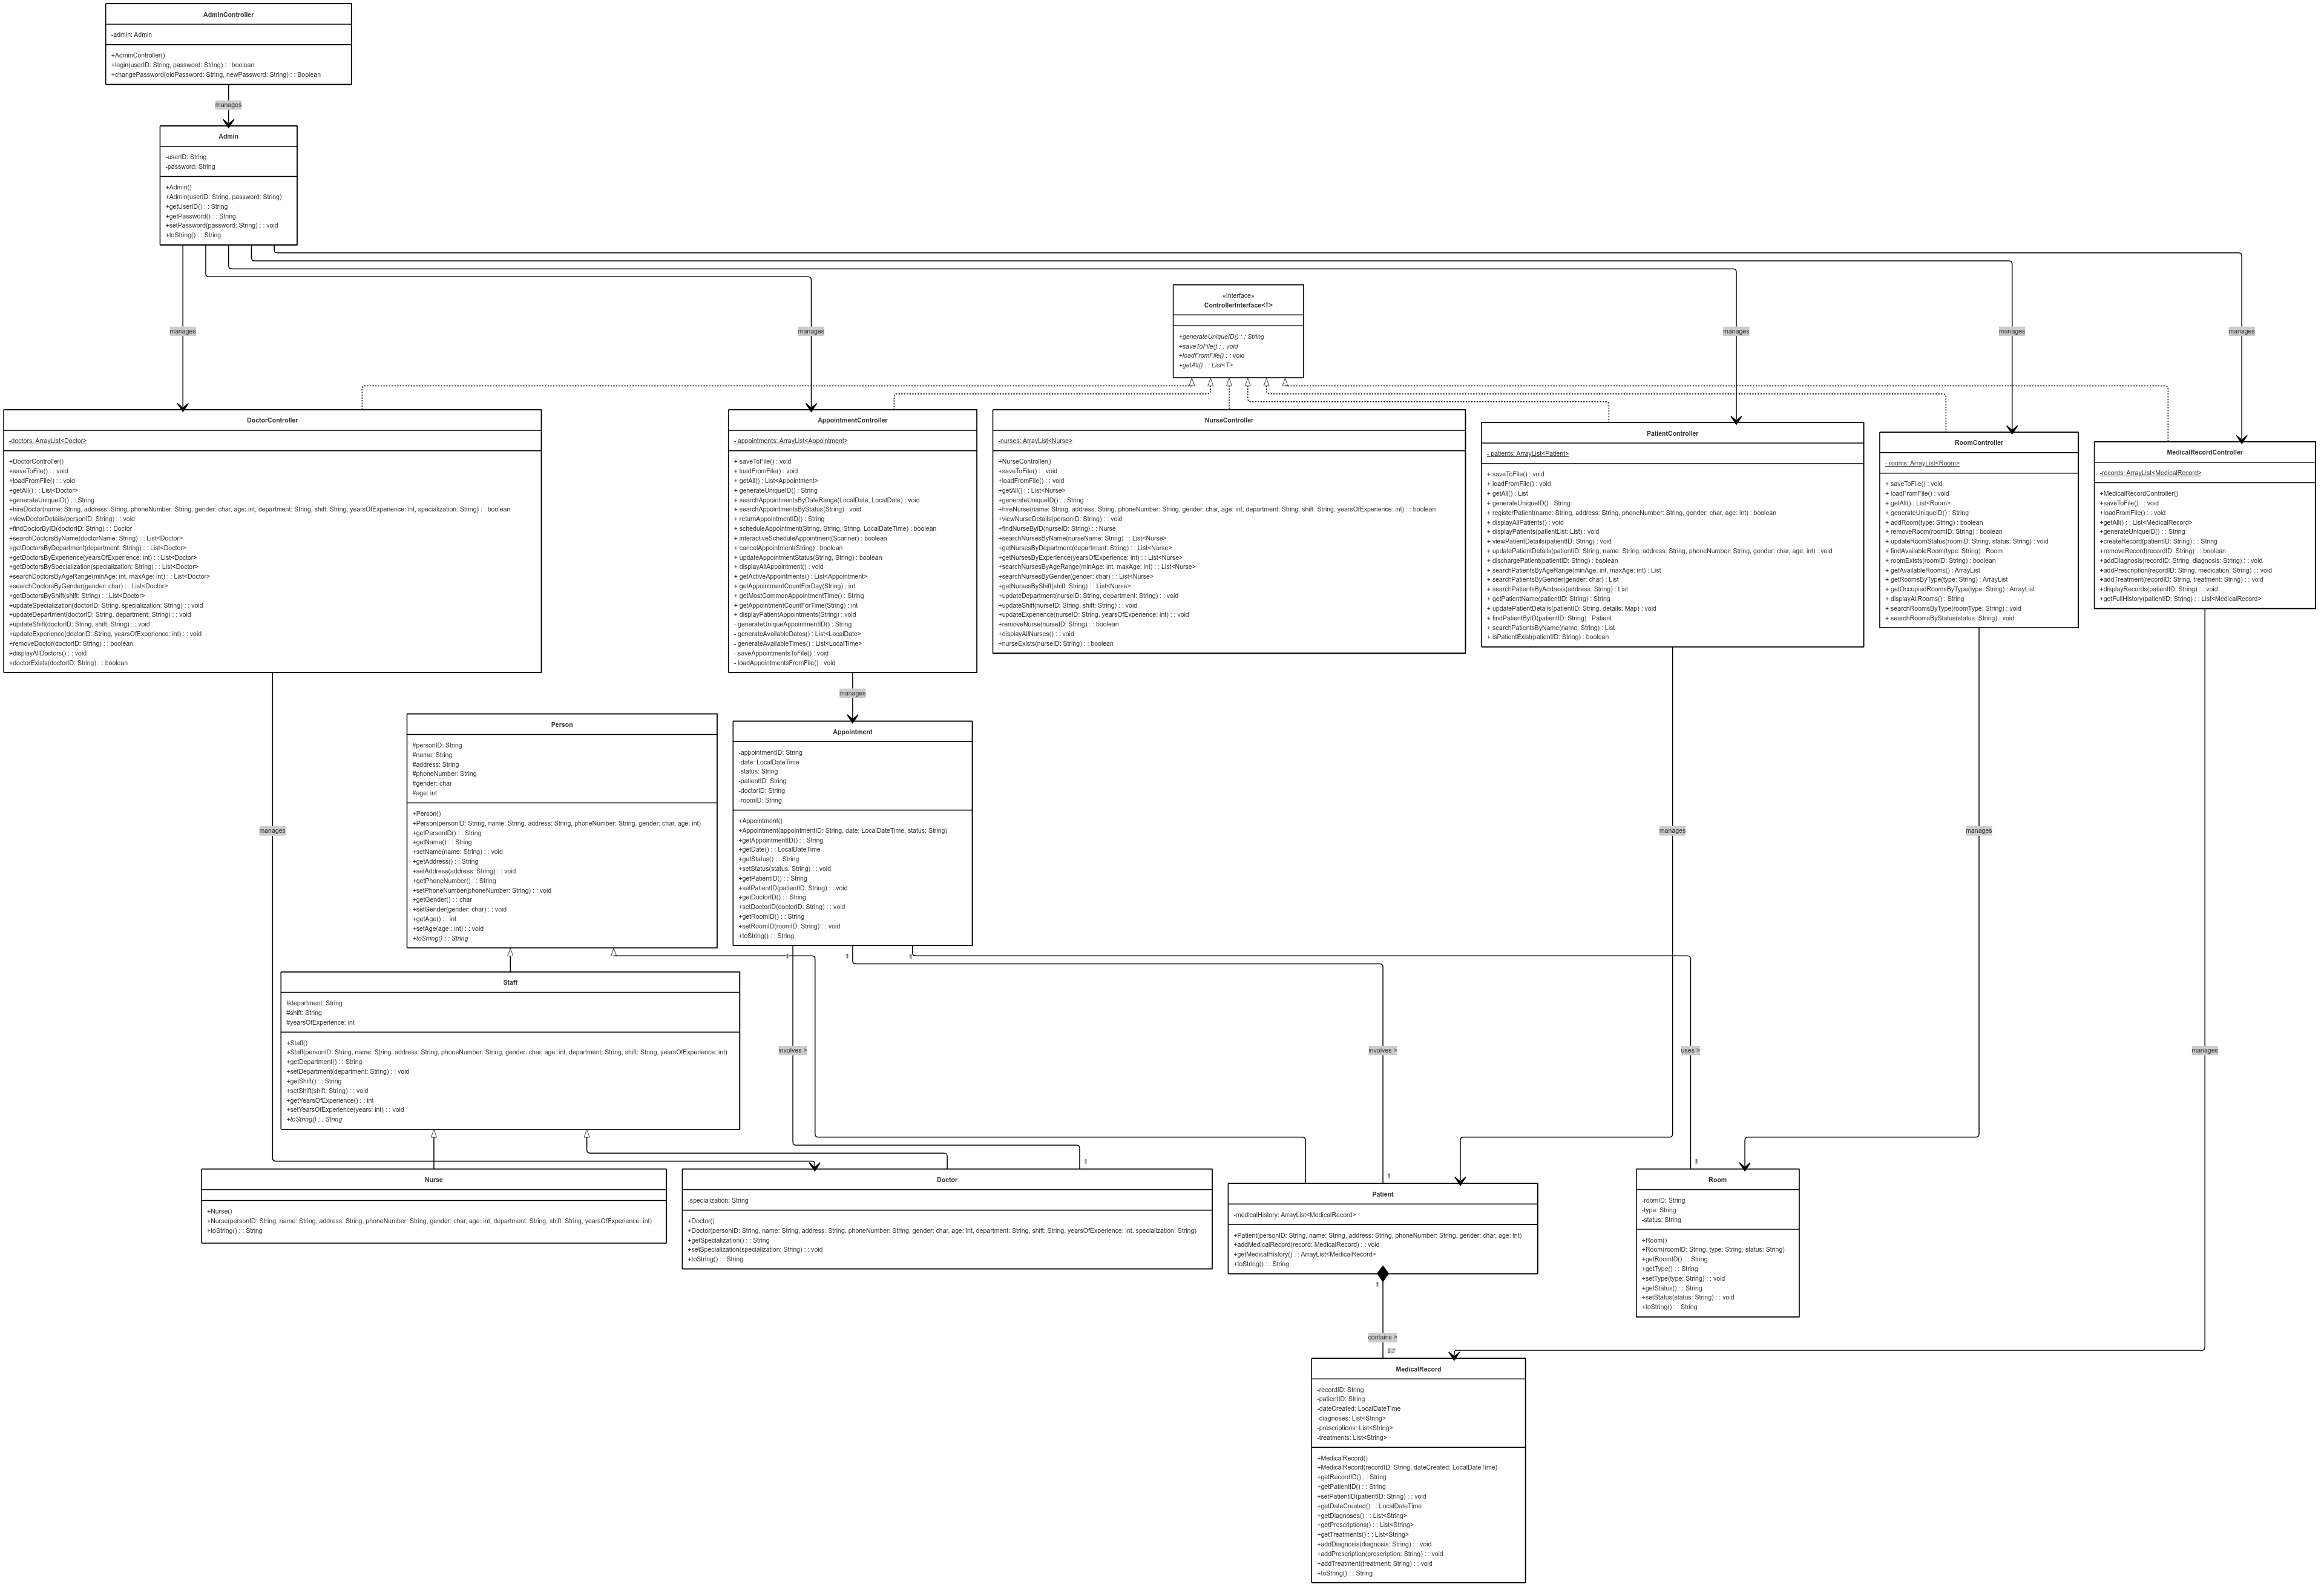 AdminController
-admin: Admin
+AdminController()
+login(userID: String, password: String) : : boolean
+changePassword(oldPassword: String, newPassword: String) : : Boolean
manages
Admin
-userID: String
-password: String
+Admin()
+Admin(userID: String, password: String)
+getUserID() : : String
+getPassword() : : String
+setPassword(password: String) : : void
+toString() : : String
manages
manages
manages
manages
manages
«Interface»
ControllerInterface<T>
+generateUniqueID() : : String
+saveToFile() : : void
+loadFromFile() : : void
+getAll() : : List<T>
DoctorController
-doctors: ArrayList<Doctor>
+DoctorController()
+saveToFile() : : void
+loadFromFile() : : void
+getAll() : : List<Doctor>
+generateUniqueID() : : String
+hireDoctor(name: String, address: String, phoneNumber: String, gender: char, age: int, department: String, shift: String, yearsOfExperience: int, specialization: String) : : boolean
+viewDoctorDetails(personID: String) : : void
+findDoctorByID(doctorID: String) : : Doctor
+searchDoctorsByName(doctorName: String) : : List<Doctor>
+getDoctorsByDepartment(department: String) : : List<Doctor>
+getDoctorsByExperience(yearsOfExperience: int) : : List<Doctor>
+getDoctorsBySpecialization(specialization: String) : : List<Doctor>
+searchDoctorsByAgeRange(minAge: int, maxAge: int) : : List<Doctor>
+searchDoctorsByGender(gender: char) : : List<Doctor>
+getDoctorsByShift(shift: String) : : List<Doctor>
+updateSpecialization(doctorID: String, specialization: String) : : void
+updateDepartment(doctorID: String, department: String) : : void
+updateShift(doctorID: String, shift: String) : : void
+updateExperience(doctorID: String, yearsOfExperience: int) : : void
+removeDoctor(doctorID: String) : : boolean
+displayAllDoctors() : : void
+doctorExists(doctorID: String) : : boolean
AppointmentController
- appointments: ArrayList<Appointment>
+ saveToFile() : void
+ loadFromFile() : void
+ getAll() : List<Appointment>
+ generateUniqueID() : String
+ searchAppointmentsByDateRange(LocalDate, LocalDate) : void
+ searchAppointmentsByStatus(String) : void
+ returnAppointmentID() : String
+ scheduleAppointment(String, String, String, LocalDateTime) : boolean
+ interactiveScheduleAppointment(Scanner) : boolean
+ cancelAppointment(String) : boolean
+ updateAppointmentStatus(String, String) : boolean
+ displayAllAppointment() : void
+ getActiveAppointments() : List<Appointment>
+ getMostCommonAppointmentTime() : String
+ getAppointmentCountForTime(String) : int
+ displayPatientAppointments(String) : void
+ getAppointmentCountForDay(String) : int
- generateUniqueAppointmentID() : String
- generateAvailableDates() : List<LocalDate>
- generateAvailableTimes() : List<LocalTime>
- saveAppointmentsToFile() : void
- loadAppointmentsFromFile() : void
NurseController
-nurses: ArrayList<Nurse>
+NurseController()
+saveToFile() : : void
+loadFromFile() : : void
+getAll() : : List<Nurse>
+generateUniqueID() : : String
+hireNurse(name: String, address: String, phoneNumber: String, gender: char, age: int, department: String, shift: String, yearsOfExperience: int) : : boolean
+viewNurseDetails(personID: String) : : void
+findNurseByID(nurseID: String) : : Nurse
+searchNursesByName(nurseName: String) : : List<Nurse>
+getNursesByDepartment(department: String) : : List<Nurse>
+getNursesByExperience(yearsOfExperience: int) : : List<Nurse>
+searchNursesByAgeRange(minAge: int, maxAge: int) : : List<Nurse>
+searchNursesByGender(gender: char) : : List<Nurse>
+getNursesByShift(shift: String) : : List<Nurse>
+updateDepartment(nurseID: String, department: String) : : void
+updateShift(nurseID: String, shift: String) : : void
+updateExperience(nurseID: String, yearsOfExperience: int) : : void
+removeNurse(nurseID: String) : : boolean
+displayAllNurses() : : void
+nurseExists(nurseID: String) : : boolean
PatientController
- patients: ArrayList<Patient>
+ saveToFile() : void
+ loadFromFile() : void
+ getAll() : List
+ generateUniqueID() : String
+ registerPatient(name: String, address: String, phoneNumber: String, gender: char, age: int) : boolean
+ displayAllPatients() : void
+ displayPatients(patientList: List) : void
+ viewPatientDetails(patientID: String) : void
+ updatePatientDetails(patientID: String, name: String, address: String, phoneNumber: String, gender: char, age: int) : void
+ dischargePatient(patientID: String) : boolean
+ searchPatientsByAgeRange(minAge: int, maxAge: int) : List
+ searchPatientsByGender(gender: char) : List
+ searchPatientsByAddress(address: String) : List
+ getPatientName(patientID: String) : String
+ updatePatientDetails(patientID: String, details: Map) : void
+ findPatientByID(patientID: String) : Patient
+ searchPatientsByName(name: String) : List
+ isPatientExist(patientID: String) : boolean
RoomController
- rooms: ArrayList<Room>
+ saveToFile() : void
+ loadFromFile() : void
+ getAll() : List<Room>
+ generateUniqueID() : String
+ addRoom(type: String) : boolean
+ removeRoom(roomID: String) : boolean
+ updateRoomStatus(roomID: String, status: String) : void
+ findAvailableRoom(type: String) : Room
+ roomExists(roomID: String) : boolean
+ getAvailableRooms() : ArrayList
+ getRoomsByType(type: String) : ArrayList
+ getOccupiedRoomsByType(type: String) : ArrayList
+ displayAllRooms() : String
+ searchRoomsByType(roomType: String) : void
+ searchRoomsByStatus(status: String) : void
MedicalRecordController
-records: ArrayList<MedicalRecord>
+MedicalRecordController()
+saveToFile() : : void
+loadFromFile() : : void
+getAll() : : List<MedicalRecord>
+generateUniqueID() : : String
+createRecord(patientID: String) : : String
+removeRecord(recordID: String) : : boolean
+addDiagnosis(recordID: String, diagnosis: String) : : void
+addPrescription(recordID: String, medication: String) : : void
+addTreatment(recordID: String, treatment: String) : : void
+displayRecords(patientID: String) : : void
+getFullHistory(patientID: String) : : List<MedicalRecord>
manages
manages
manages
manages
manages
Person
#personID: String
#name: String
#address: String
#phoneNumber: String
#gender: char
#age: int
+Person()
+Person(personID: String, name: String, address: String, phoneNumber: String, gender: char, age: int)
+getPersonID() : : String
+getName() : : String
+setName(name: String) : : void
+getAddress() : : String
+setAddress(address: String) : : void
+getPhoneNumber() : : String
+setPhoneNumber(phoneNumber: String) : : void
+getGender() : : char
+setGender(gender: char) : : void
+getAge() : : int
+setAge(age : int) : : void
+toString() : : String
Appointment
-appointmentID: String
-date: LocalDateTime
-status: String
-patientID: String
-doctorID: String
-roomID: String
+Appointment()
+Appointment(appointmentID: String, date: LocalDateTime, status: String)
+getAppointmentID() : : String
+getDate() : : LocalDateTime
+getStatus() : : String
+setStatus(status: String) : : void
+getPatientID() : : String
+setPatientID(patientID: String) : : void
+getDoctorID() : : String
+setDoctorID(doctorID: String) : : void
+getRoomID() : : String
+setRoomID(roomID: String) : : void
+toString() : : String
Staff
#department: String
#shift: String
#yearsOfExperience: int
+Staff()
+Staff(personID: String, name: String, address: String, phoneNumber: String, gender: char, age: int, department: String, shift: String, yearsOfExperience: int)
+getDepartment() : : String
+setDepartment(department: String) : : void
+getShift() : : String
+setShift(shift: String) : : void
+getYearsOfExperience() : : int
+setYearsOfExperience(years: int) : : void
+toString() : : String
involves >
involves >
uses >
Nurse
+Nurse()
+Nurse(personID: String, name: String, address: String, phoneNumber: String, gender: char, age: int, department: String, shift: String, yearsOfExperience: int)
+toString() : : String
Doctor
-specialization: String
+Doctor()
+Doctor(personID: String, name: String, address: String, phoneNumber: String, gender: char, age: int, department: String, shift: String, yearsOfExperience: int, specialization: String)
+getSpecialization() : : String
+setSpecialization(specialization: String) : : void
+toString() : : String
Patient
-medicalHistory: ArrayList<MedicalRecord>
+Patient(personID: String, name: String, address: String, phoneNumber: String, gender: char, age: int)
+addMedicalRecord(record: MedicalRecord) : : void
+getMedicalHistory() : : ArrayList<MedicalRecord>
+toString() : : String
Room
-roomID: String
-type: String
-status: String
+Room()
+Room(roomID: String, type: String, status: String)
+getRoomID() : : String
+getType() : : String
+setType(type: String) : : void
+getStatus() : : String
+setStatus(status: String) : : void
+toString() : : String
contains >
MedicalRecord
-recordID: String
-patientID: String
-dateCreated: LocalDateTime
-diagnoses: List<String>
-prescriptions: List<String>
-treatments: List<String>
+MedicalRecord()
+MedicalRecord(recordID: String, dateCreated: LocalDateTime)
+getRecordID() : : String
+getPatientID() : : String
+setPatientID(patientID: String) : : void
+getDateCreated() : : LocalDateTime
+getDiagnoses() : : List<String>
+getPrescriptions() : : List<String>
+getTreatments() : : List<String>
+addDiagnosis(diagnosis: String) : : void
+addPrescription(prescription: String) : : void
+addTreatment(treatment: String) : : void
+toString() : : String